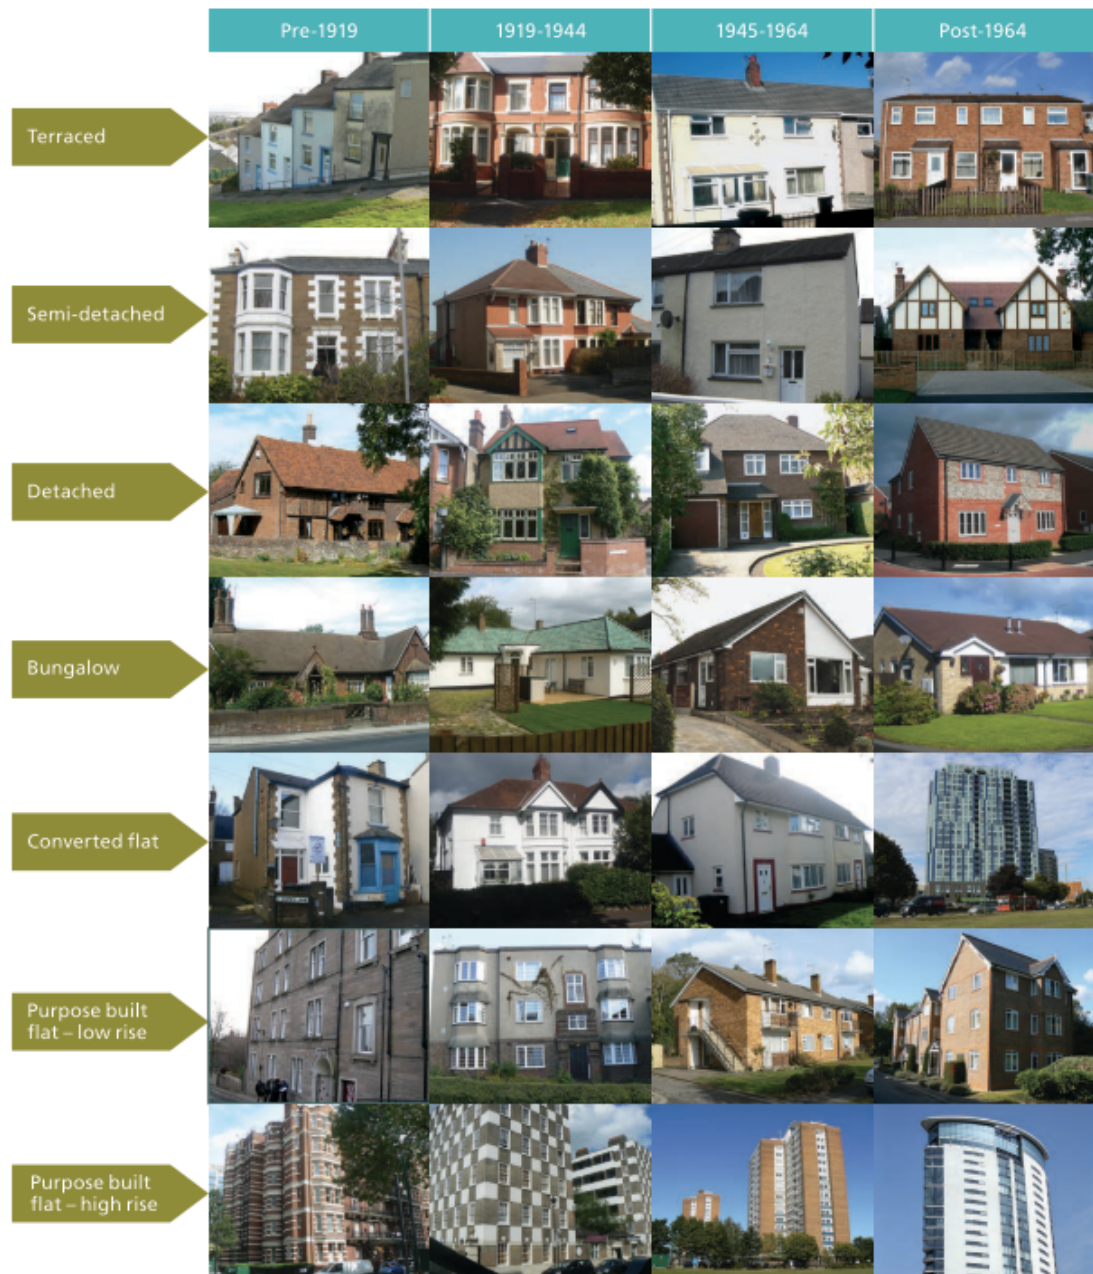 Pre-1919
1919-1944
1945-1964
Post-1964
Terraced
Semi-detached
Detached
Bungalow
Converted flat
Purpose built
flat – low rise
Purpose built
flat – high rise